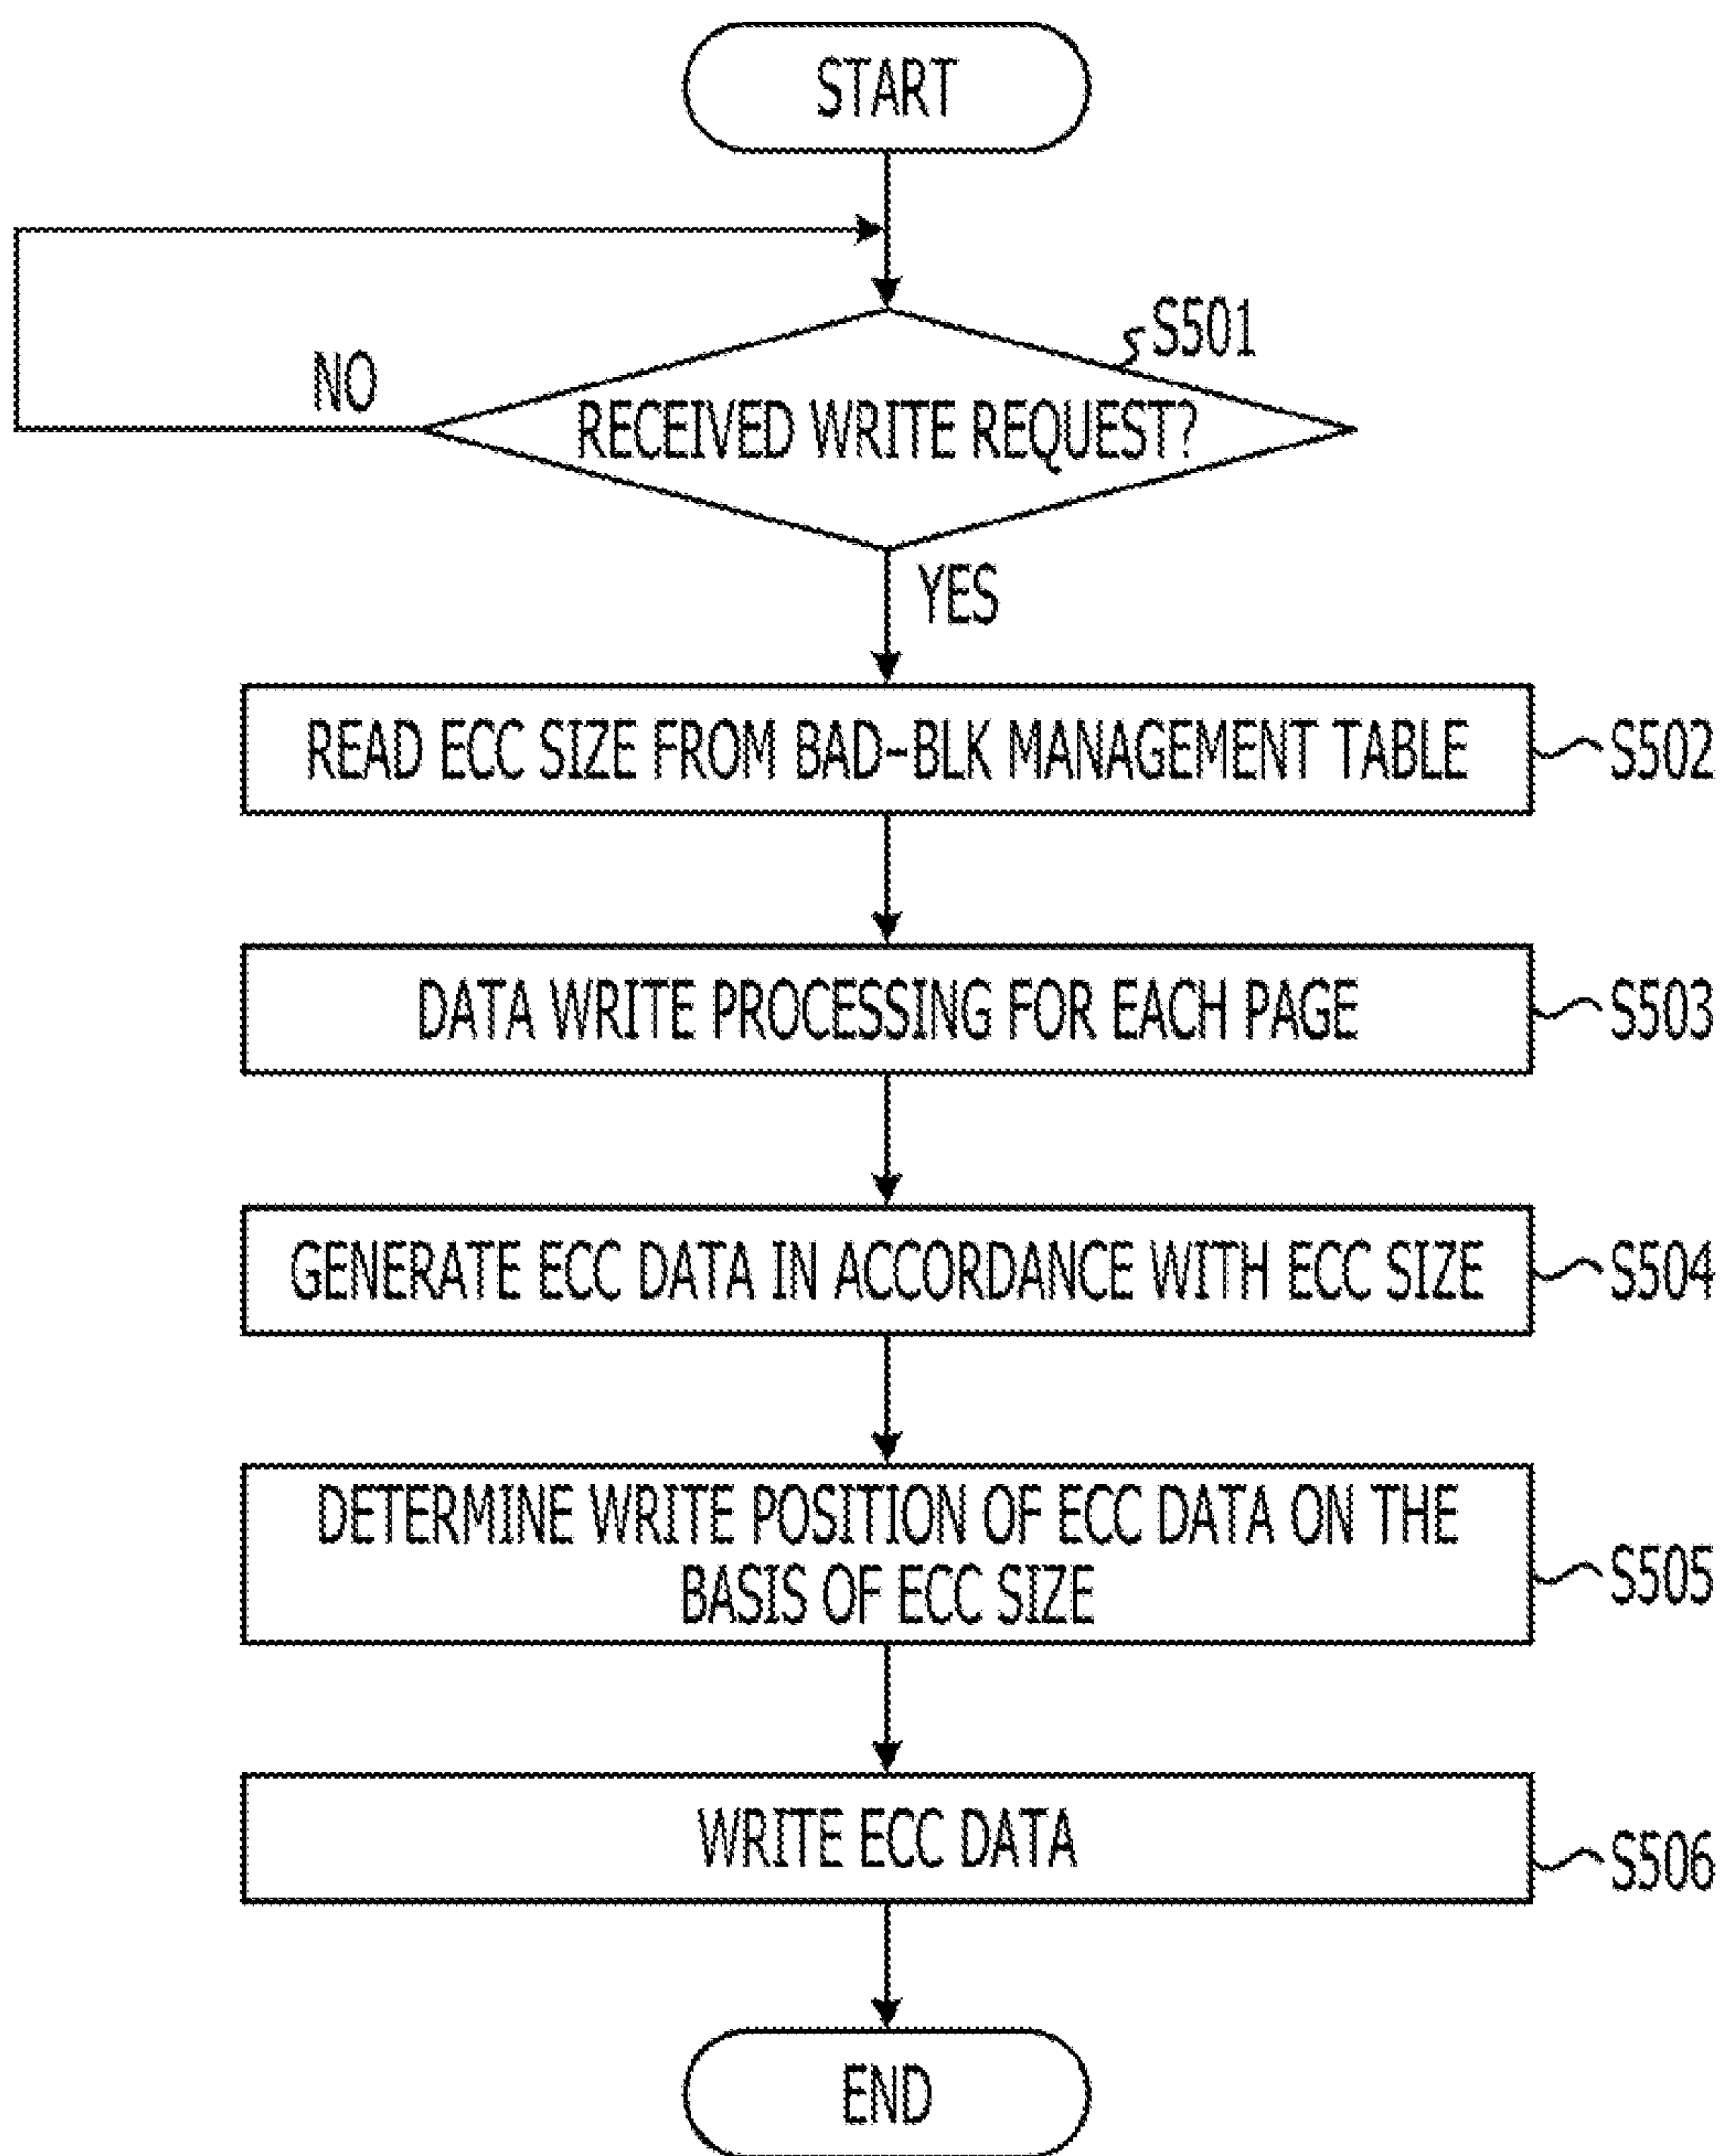 START
S501
NO
RECEIVED WRITE REQUEST?
YES
READ ECC SIZE FROM BAD-BLK MANAGEMENT TABLE
S502
DATA WRITE PROCESSING FOR EACH PAGE
S503
GENERATE ECC DATA IN ACCORDANCE WITH ECC SIZE
S504
DETERMINE WRITE POSITION OF ECC DATA ON THE
BASIS OF ECC SIZE
S505
WRITE ECC DATA
S506
END